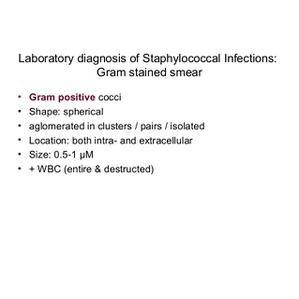 Laboratory diagnosis of Staphylococcal Infections:
Gram stained smear
• Gram positive cocci
• Shape: spherical
• aglomerated in clusters / pairs / isolated
• Location: both intra- and extracellular
• Size: 0.5-1 µM
• + WBC (entire & destructed)